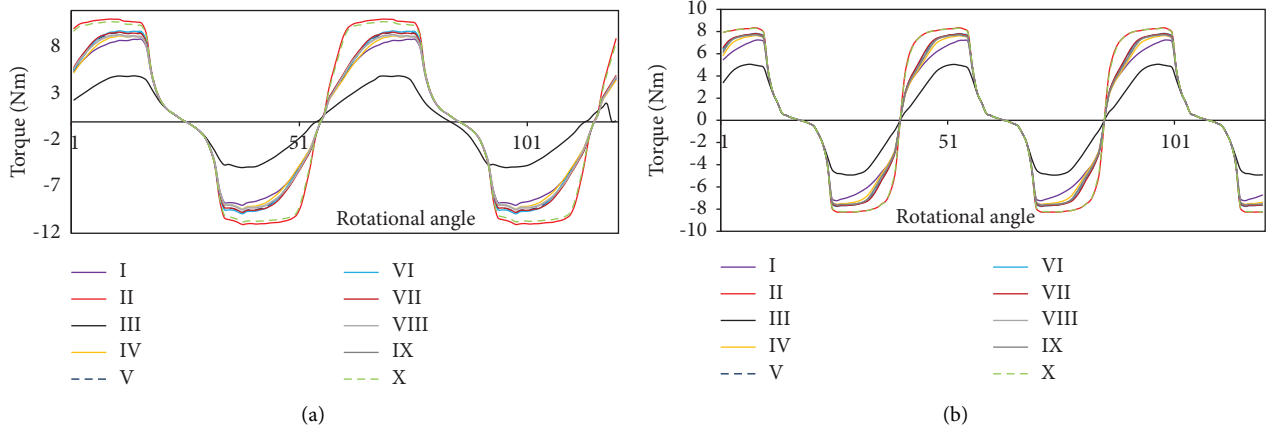 8
3
-2
-7
-12
Torque (Nm)
1
51
101
Rotational angle
I
II
III
IV
V
VI
VII
VIII
IX
X
(a)
10
8
6
4
2
0
-2
-4
-6
-8
-10
Torque (Nm)
1
51
101
Rotational angle
I
II
III
IV
V
VI
VII
VIII
IX
X
(b)